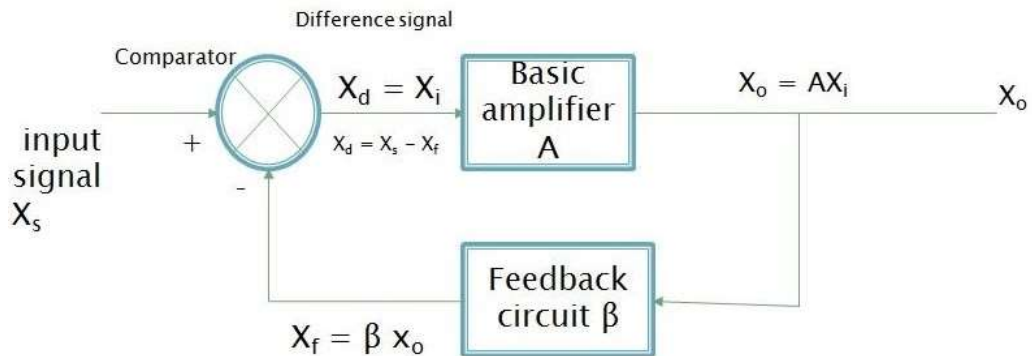 Difference signal
Comparator
X_d = X_i
X_d = X_s - X_f
+
-
input
signal
X_s
Basic
amplifier
A
X_o = AX_i
X_o
Feedback
circuit β
X_f = β x_o